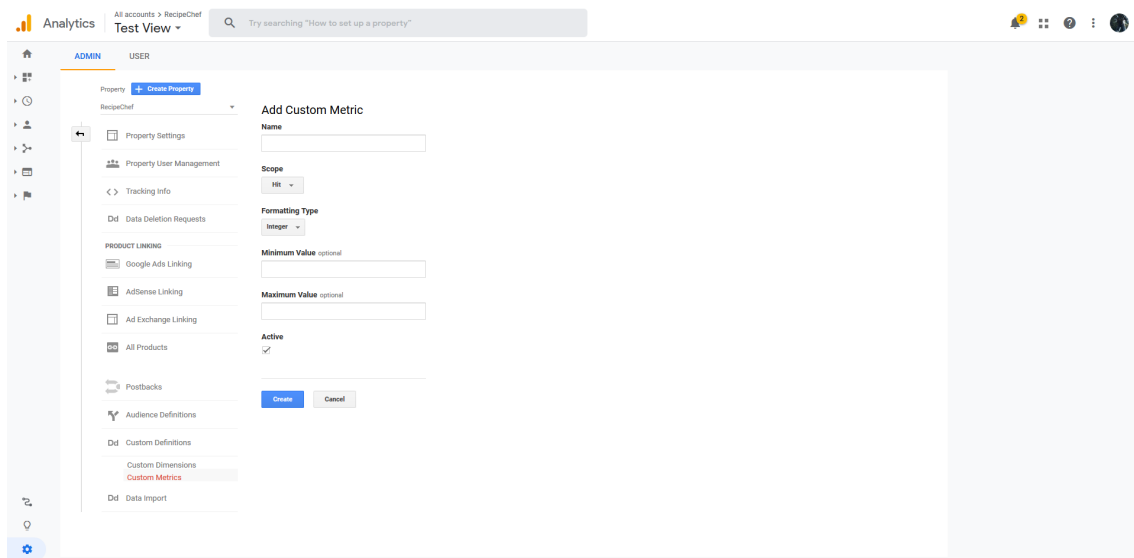 Analytics
All accounts > RecipeChef
Test View
Try searching "How to set up a property"
2
ADMIN
USER
Property
+ Create Property
RecipeChef
Property Settings
Property User Management
<> Tracking Info
Dd Data Deletion Requests
PRODUCT LINKING
Google Ads Linking
AdSense Linking
Ad Exchange Linking
All Products
Postbacks
Audience Definitions
Dd Custom Definitions
Custom Dimensions
Custom Metrics
Dd Data Import
Add Custom Metric
Name
Scope
Hit
Formatting Type
Integer
Minimum Value optional
Maximum Value optional
Active
Create
Cancel